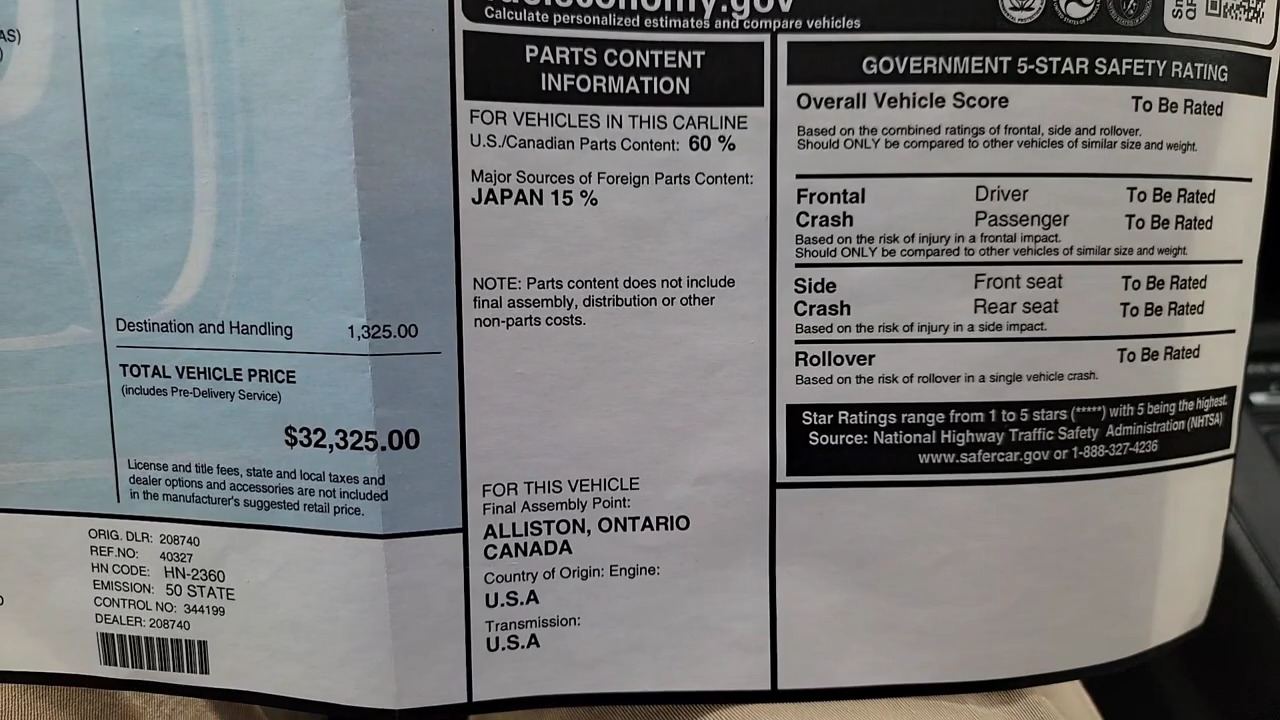 AS)
fueleconomy.gov
Calculate personalized estimates and compare vehicles
Destination and Handling 1,325.00
TOTAL VEHICLE PRICE
(includes Pre-Delivery Service)
$32,325.00
License and title fees, state and local taxes and
dealer options and accessories are not included
in the manufacturer's suggested retail price.
ORIG. DLR: 208740
REF.NO: 40327
HN CODE: HN-2360
EMISSION: 50 STATE
CONTROL NO: 344199
DEALER: 208740
PARTS CONTENT
INFORMATION
FOR VEHICLES IN THIS CARLINE
U.S./Canadian Parts Content: 60 %
Major Sources of Foreign Parts Content:
JAPAN 15 %
NOTE: Parts content does not include
final assembly, distribution or other
non-parts costs.
FOR THIS VEHICLE
Final Assembly Point:
ALLISTON, ONTARIO
CANADA
Country of Origin: Engine:
U.S.A
Transmission:
U.S.A
GOVERNMENT 5-STAR SAFETY RATING
Overall Vehicle Score To Be Rated
Based on the combined ratings of frontal, side and rollover.
Should ONLY be compared to other vehicles of similar size and weight.
Frontal Driver To Be Rated
Crash Passenger To Be Rated
Based on the risk of injury in a frontal impact.
Should ONLY be compared to other vehicles of similar size and weight.
Side Front seat To Be Rated
Crash Rear seat To Be Rated
Based on the risk of injury in a side impact.
Rollover To Be Rated
Based on the risk of rollover in a single vehicle crash.
Star Ratings range from 1 to 5 stars (*****) with 5 being the highest.
Source: National Highway Traffic Safety Administration (NHTSA)
www.safercar.gov or 1-888-327-4236